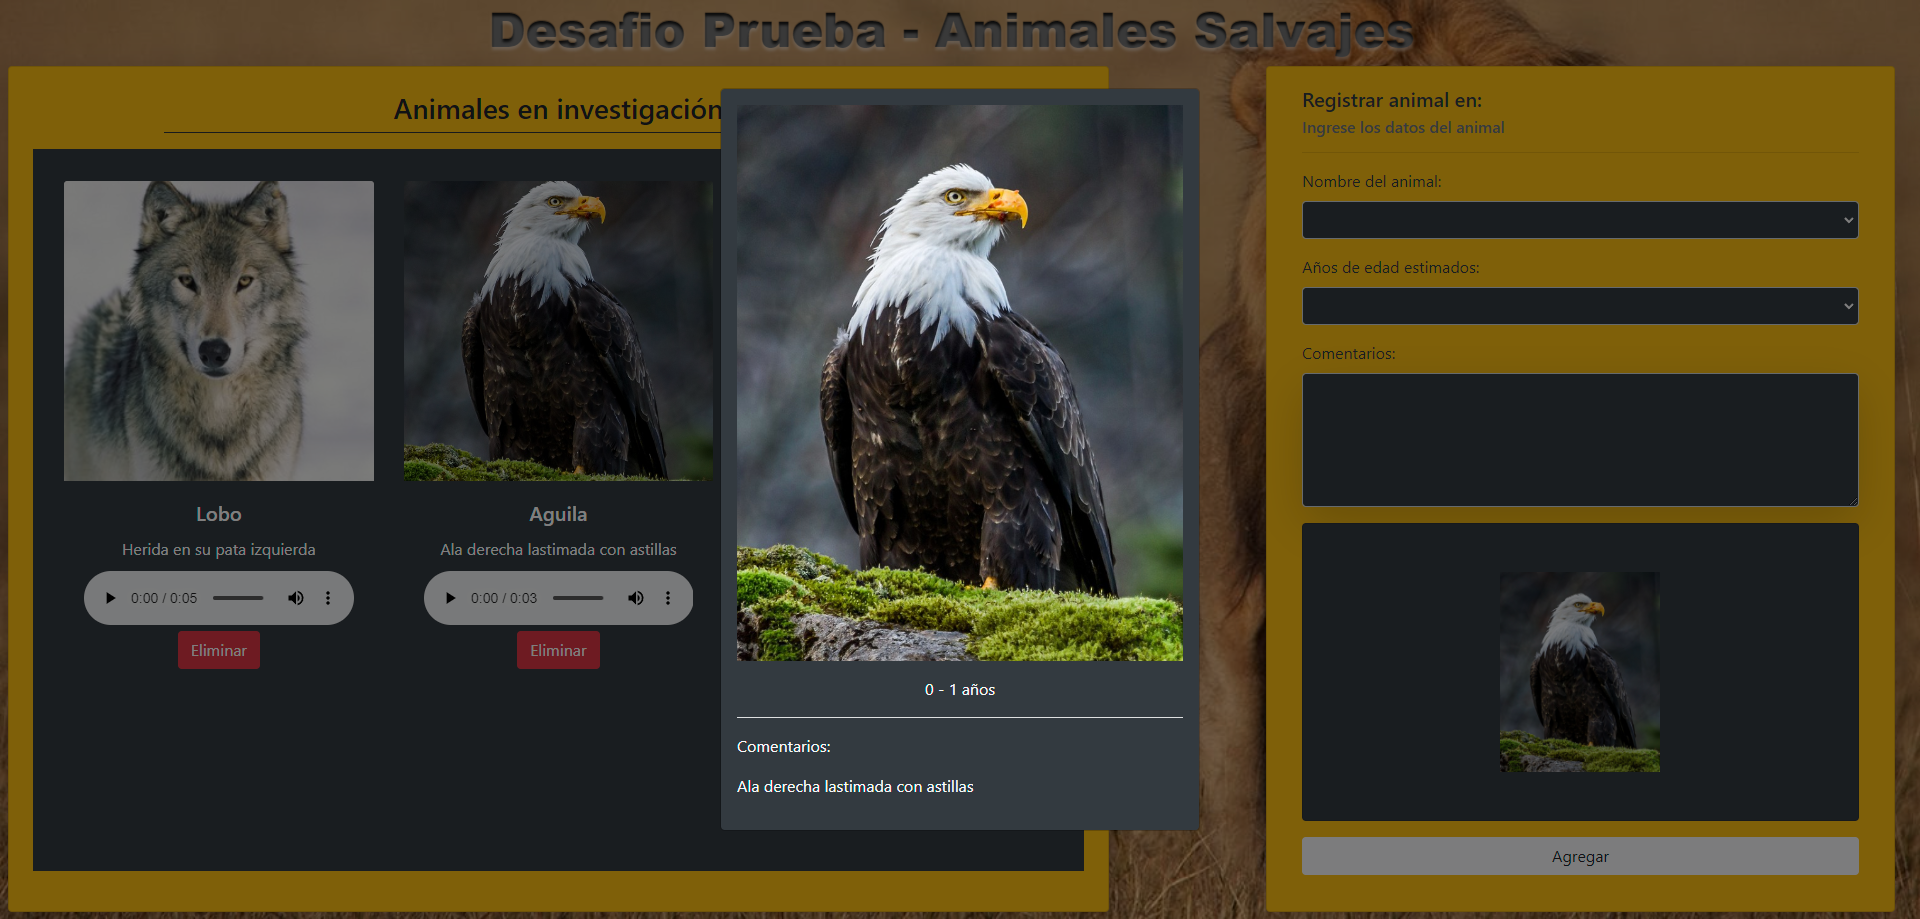 Desafio Prueba - Animales Salvajes
Animales en investigación
Lobo
Herida en su pata izquierda
0:00 / 0:05
Eliminar
Aguila
Ala derecha lastimada con astillas
0:00 / 0:03
Eliminar
0 - 1 años
Comentarios:
Ala derecha lastimada con astillas
Registrar animal en:
Ingrese los datos del animal
Nombre del animal:
Años de edad estimados:
Comentarios:
Agregar